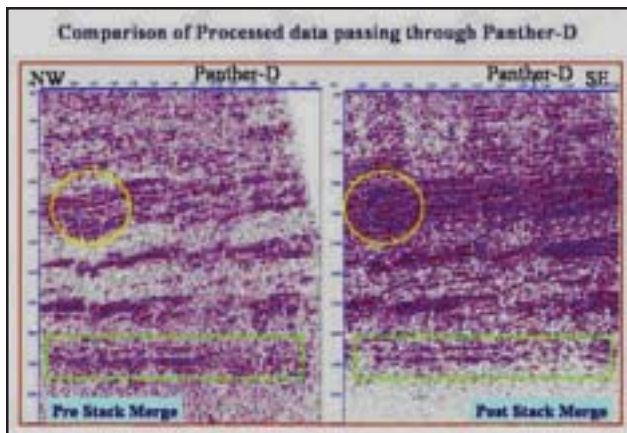 Comparison of Processed data passing through Panther-D
NW Panther-D
Panther-D SE
Pre Stack Merge
Post Stack Merge